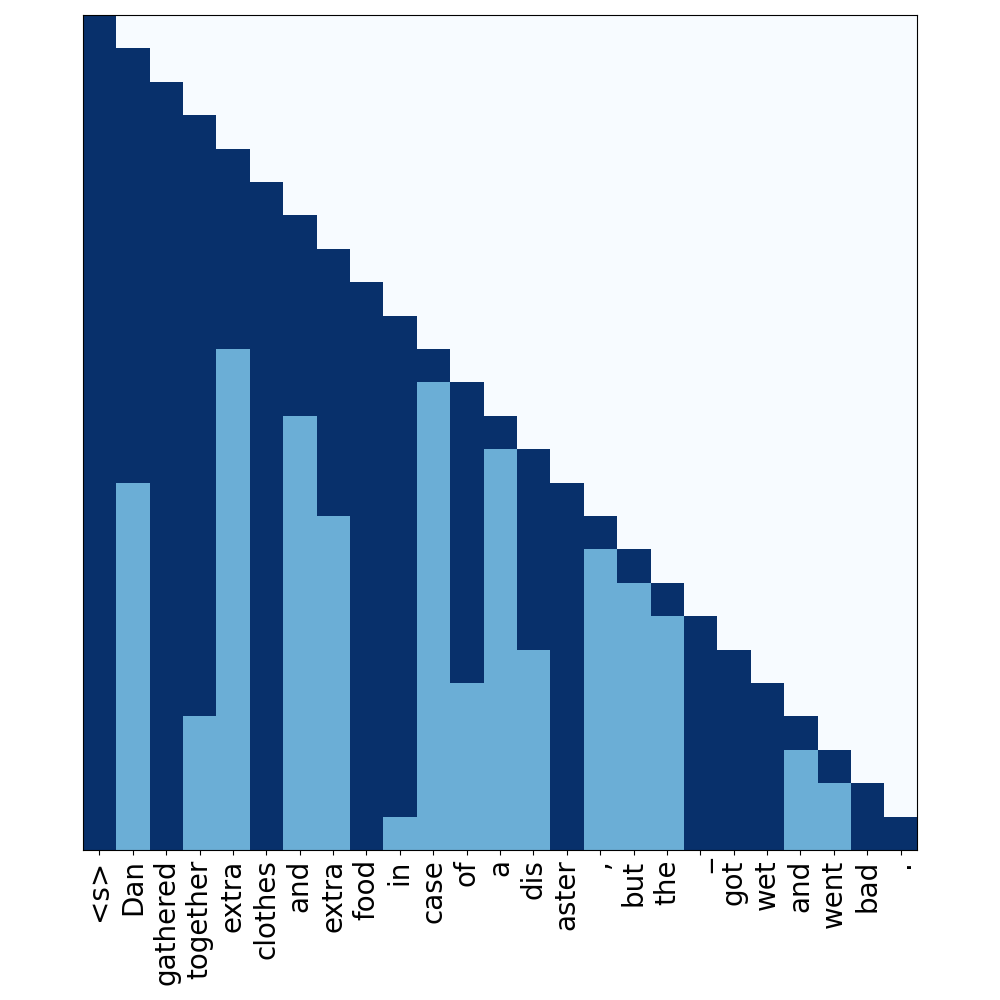 <s>
Dan
gathered
together
extra
clothes
and
extra
food
in
case
of
a
dis
aster
,
but
the
_
got
wet
and
went
bad
.